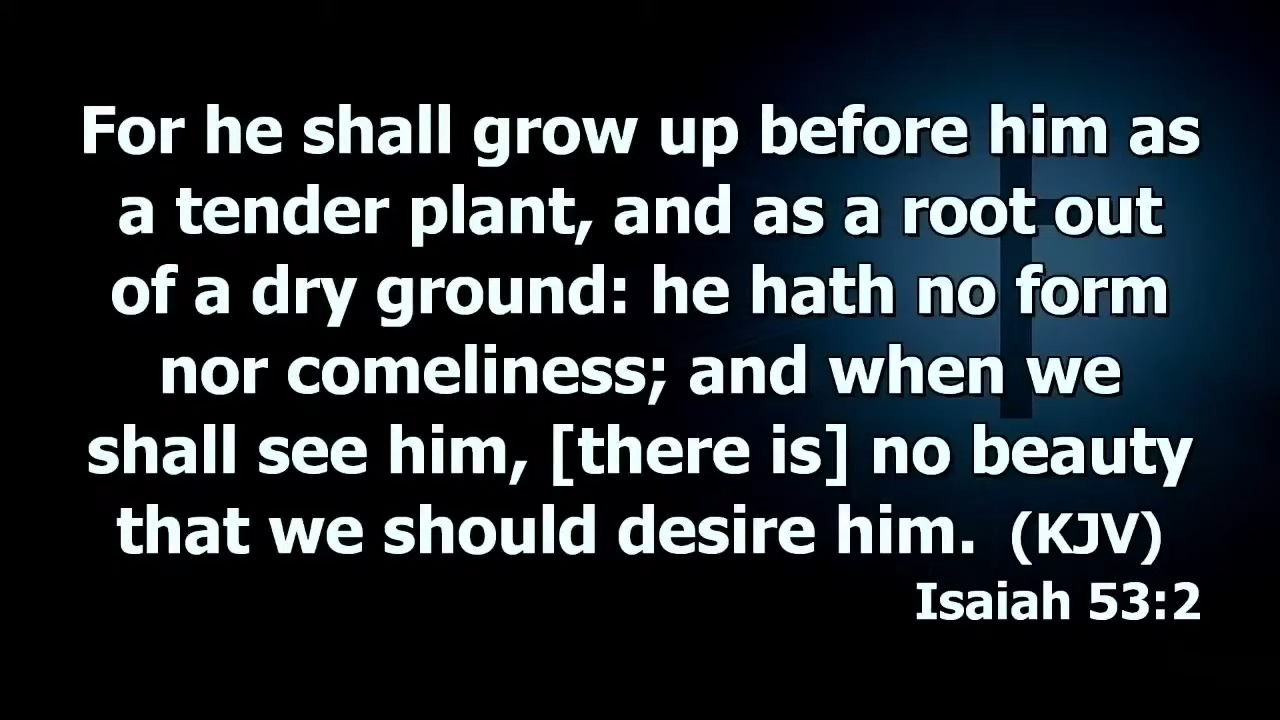 For he shall grow up before him as
a tender plant, and as a root out
of a dry ground: he hath no form
nor comeliness; and when we
shall see him, [there is] no beauty
that we should desire him. (KJV)
Isaiah 53:2